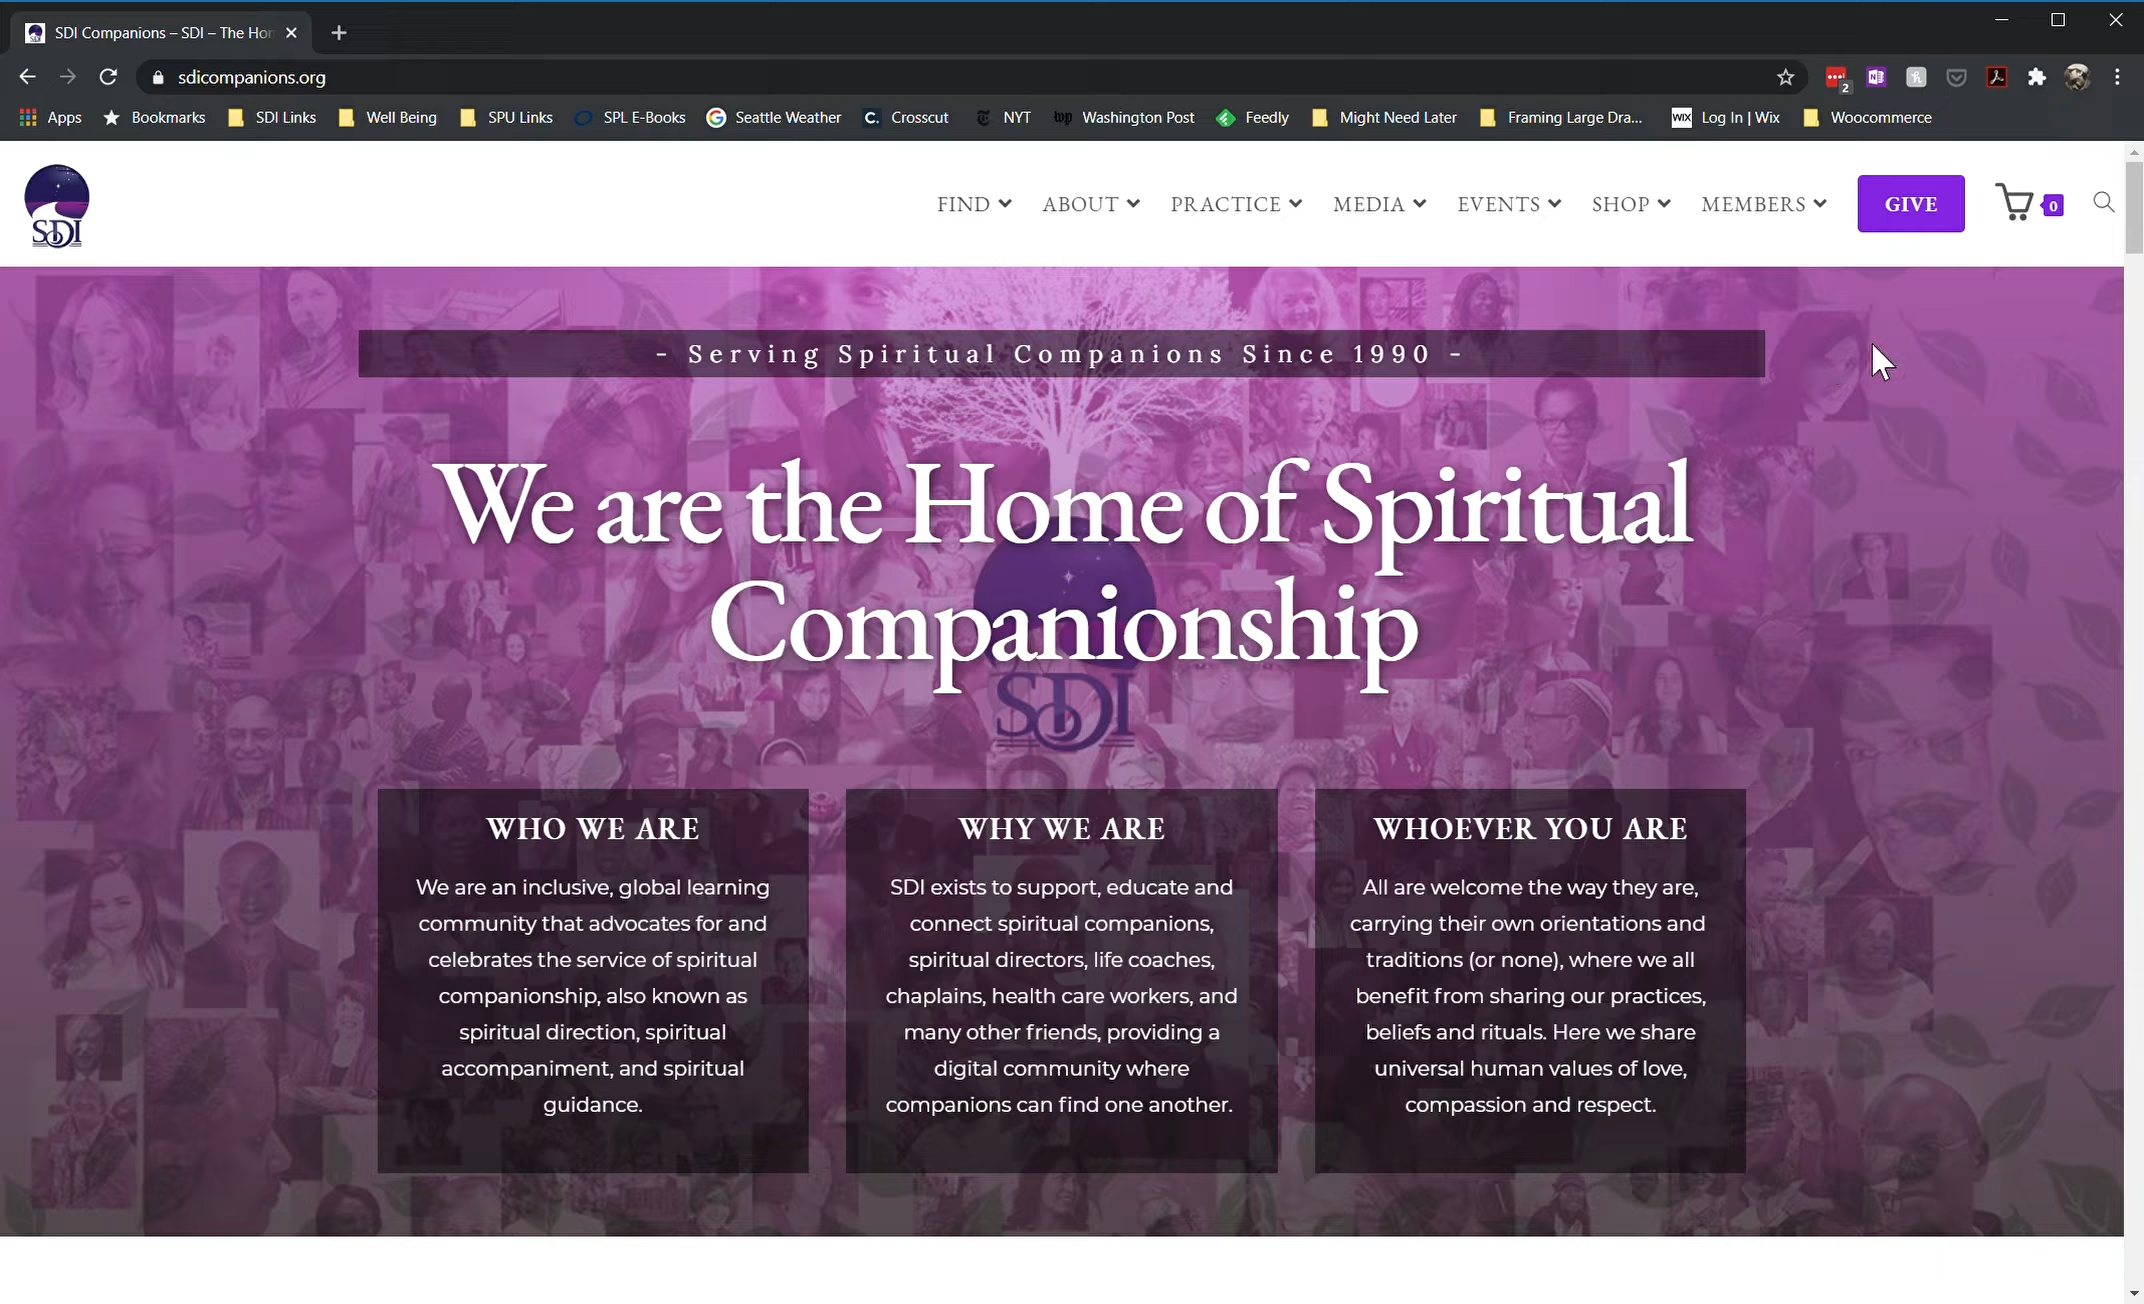 SDI Companions – SDI – The Hom
sdicompanions.org
2
Apps Bookmarks SDI Links Well Being SPU Links SPL E-Books Seattle Weather Crosscut NYT Washington Post Feedly Might Need Later Framing Large Dra... Log In | Wix Woocommerce
SDI
FIND ABOUT PRACTICE MEDIA EVENTS SHOP MEMBERS GIVE 0
- Serving Spiritual Companions Since 1990 -
We are the Home of Spiritual
Companionship
SDI
WHO WE ARE
We are an inclusive, global learning
community that advocates for and
celebrates the service of spiritual
companionship, also known as
spiritual direction, spiritual
accompaniment, and spiritual
guidance.
WHY WE ARE
SDI exists to support, educate and
connect spiritual companions,
spiritual directors, life coaches,
chaplains, health care workers, and
many other friends, providing a
digital community where
companions can find one another.
WHOEVER YOU ARE
All are welcome the way they are,
carrying their own orientations and
traditions (or none), where we all
benefit from sharing our practices,
beliefs and rituals. Here we share
universal human values of love,
compassion and respect.